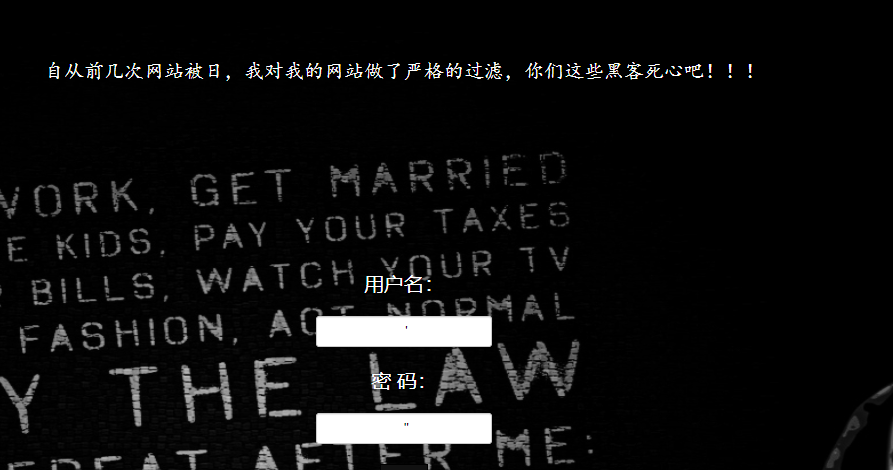 自从前几次网站被日，我对我的网站做了严格的过滤，你们这些黑客死心吧！！！
WORK, GET MARRIED
E KIDS, PAY YOUR TAXES
BILLS, WATCH YOUR TV
用户名：
FASHION, ACT NORMAL
'
Y THE LAW
密 码：
"
REPEAT AFTER ME: